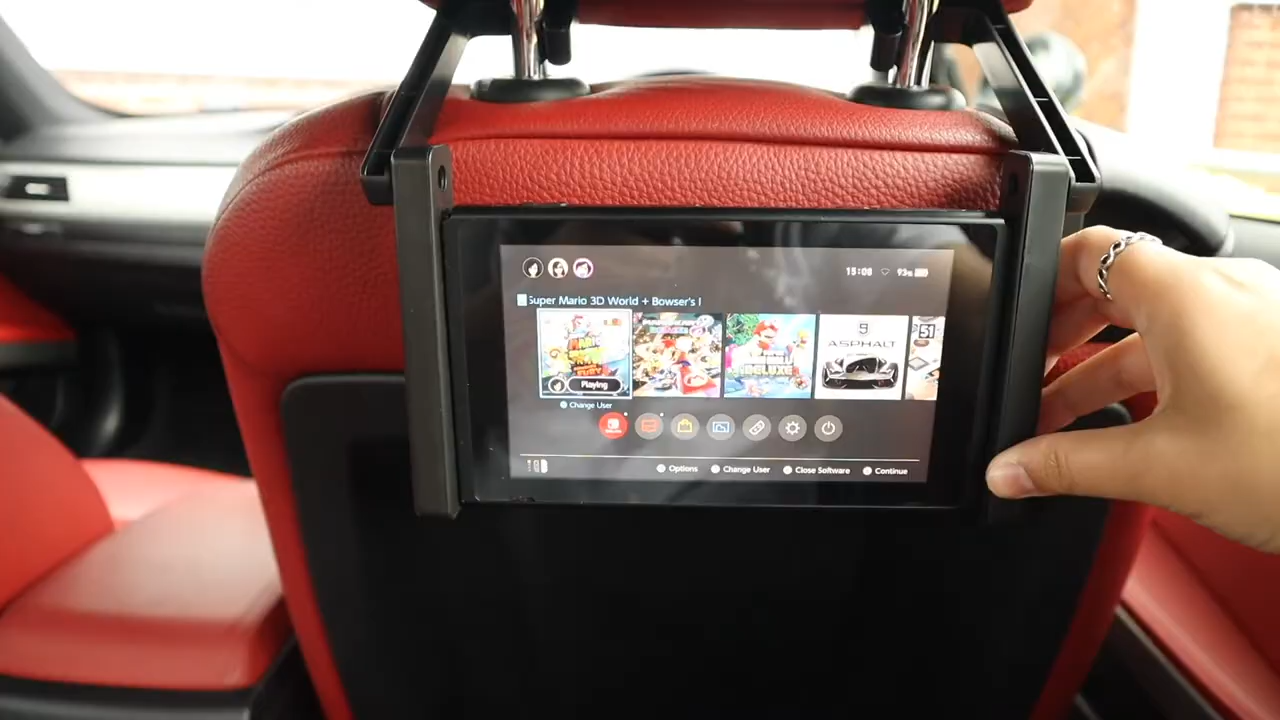 15:08 93%
Super Mario 3D World + Bowser's
Playing
DELUXE
9
ASPHALT
51
Change User
Options
Change User
Close Software
Continue